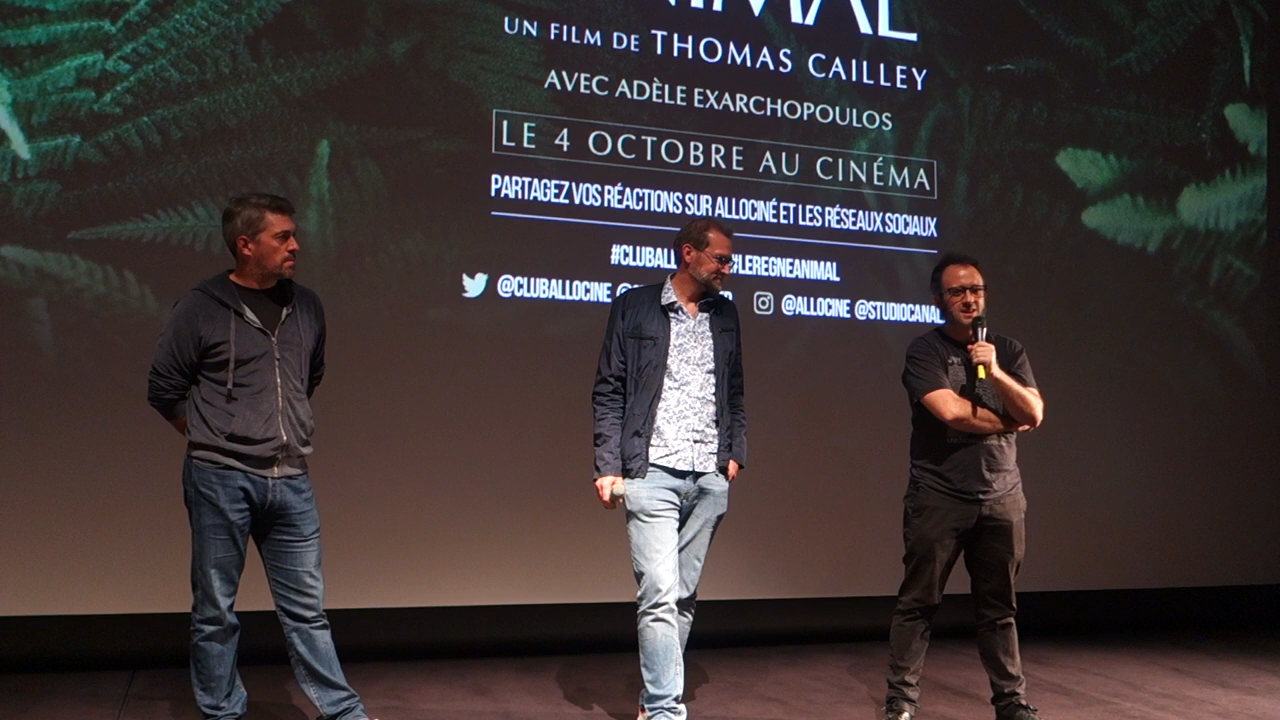 UN FILM DE THOMAS CAILLEY
AVEC ADÈLE EXARCHOPOULOS
LE 4 OCTOBRE AU CINÉMA
PARTAGEZ VOS RÉACTIONS SUR ALLOCINÉ ET LES RÉSEAUX SOCIAUX
#LEREGNEANIMAL
@CLUBALLOCINE @ALLOCINE @STUDIOCANAL